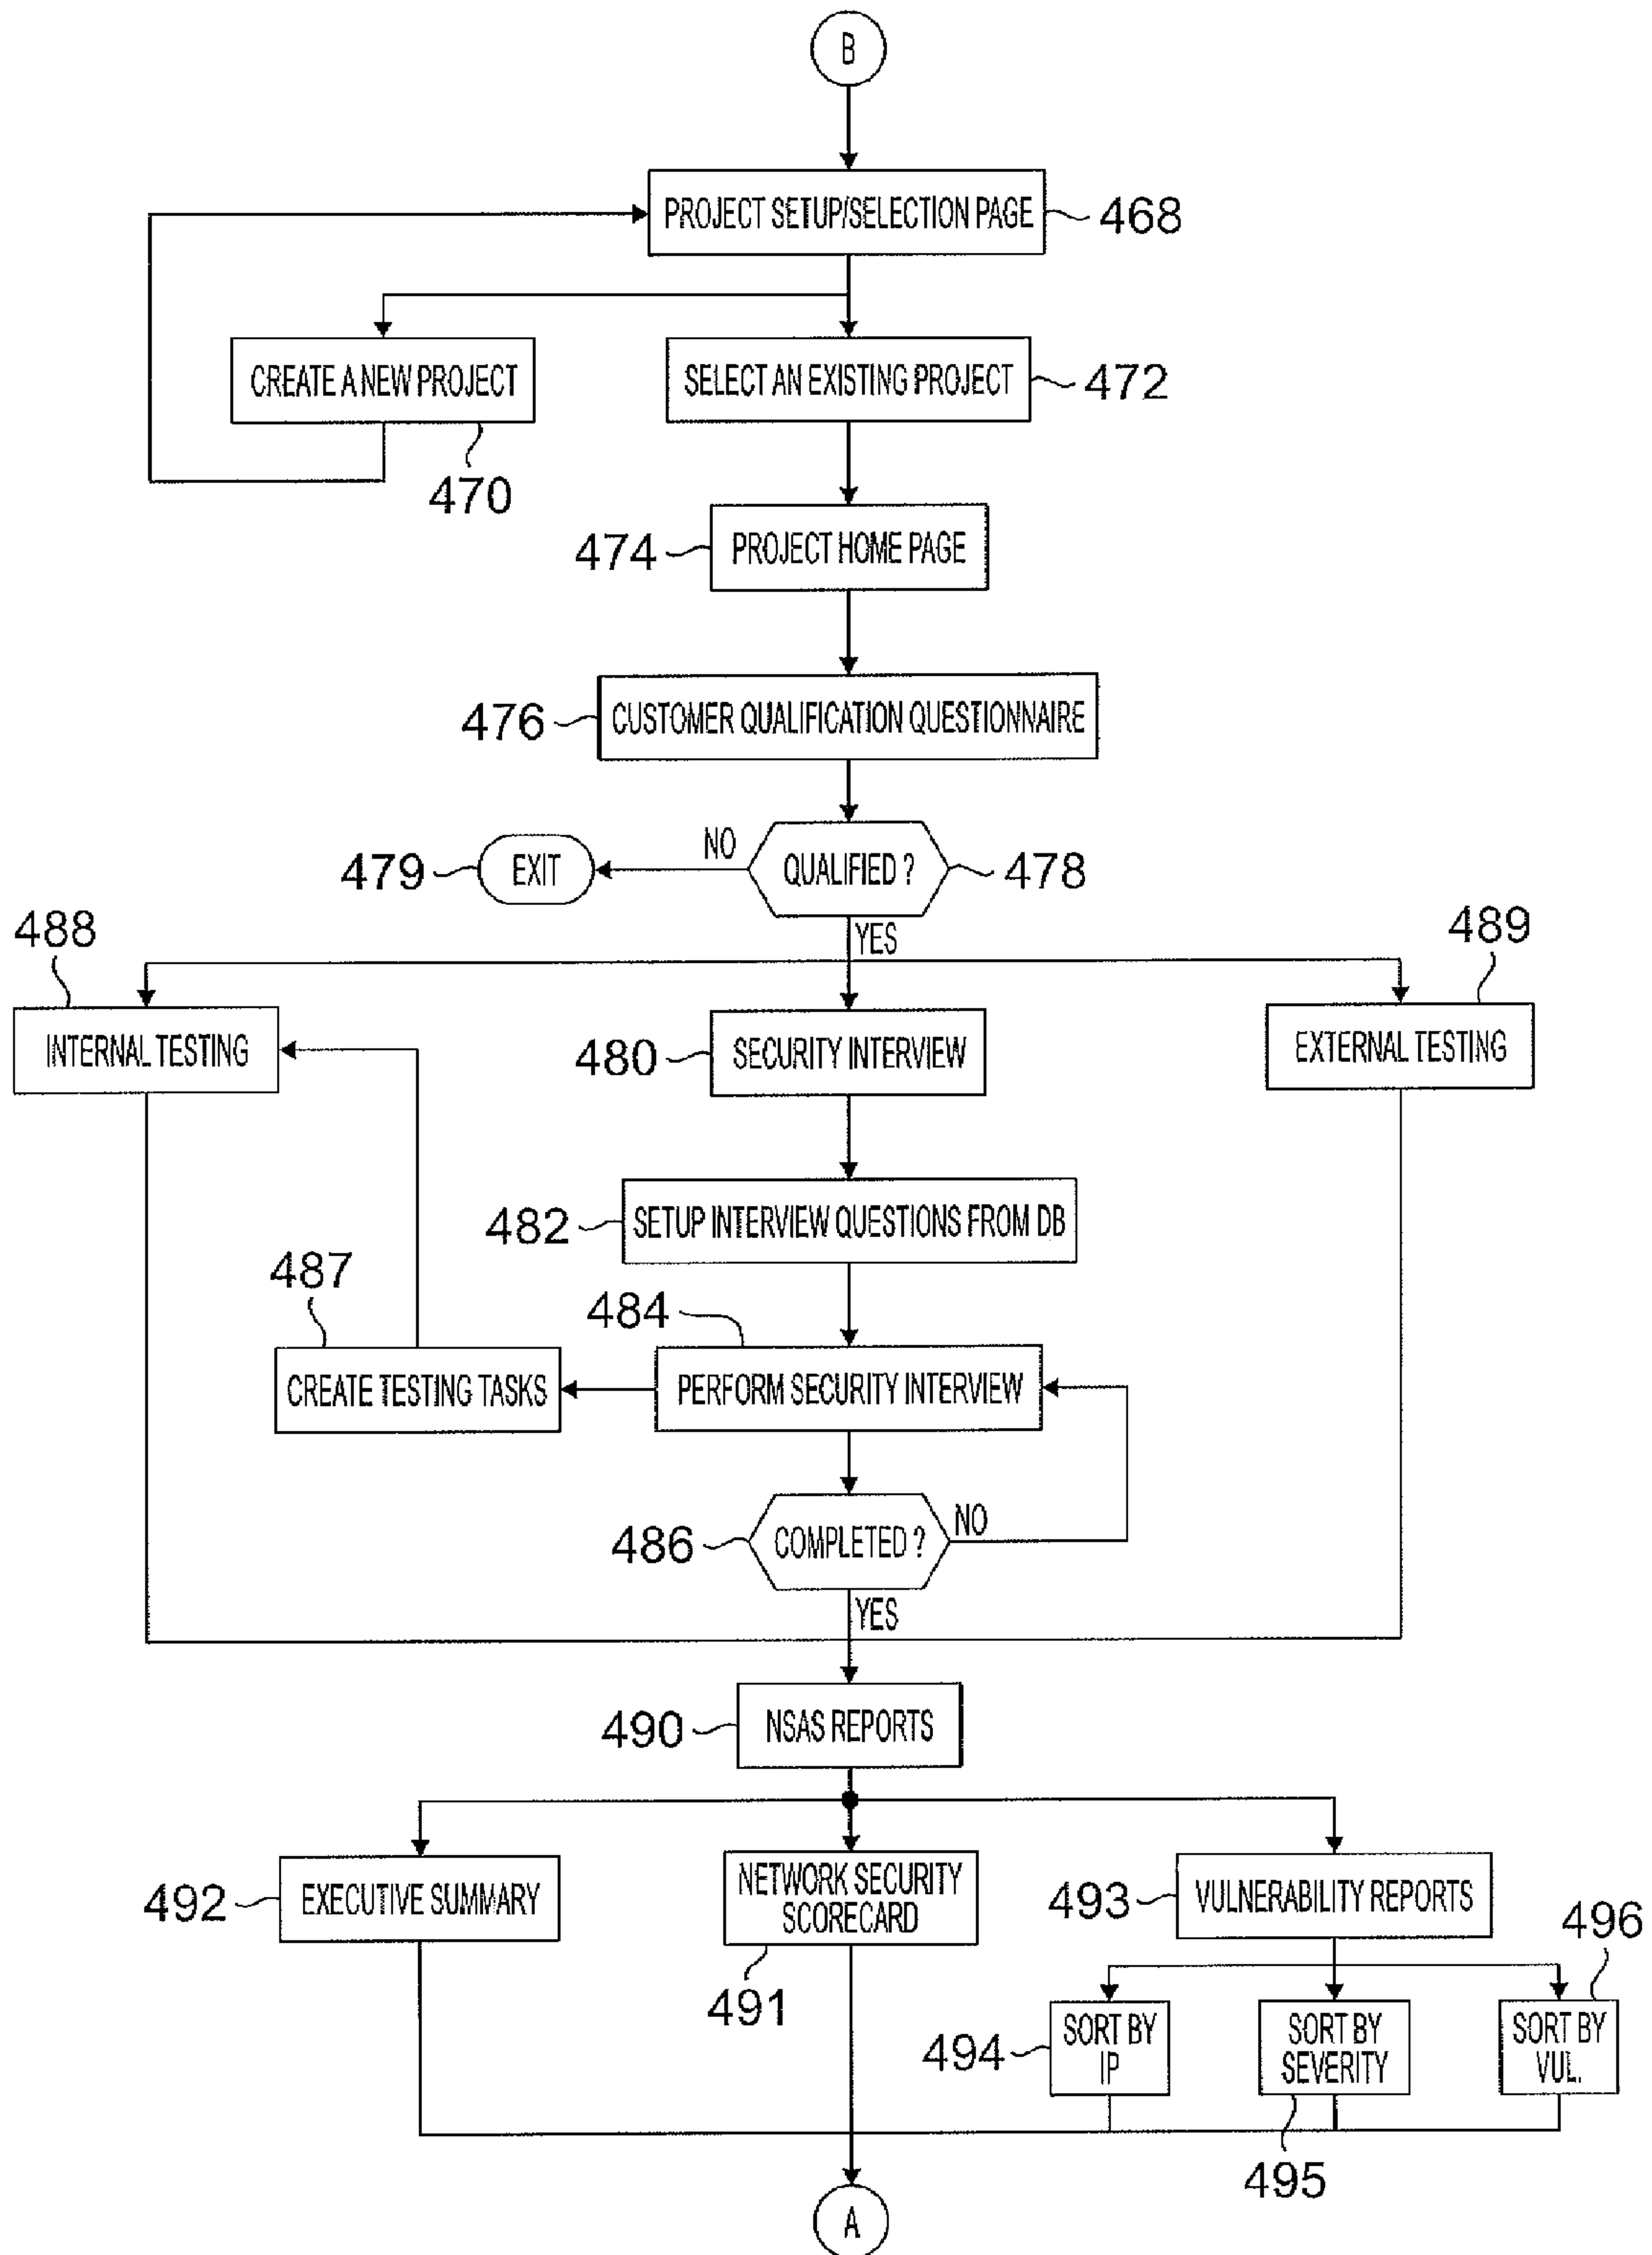 B
PROJECT SETUP/SELECTION PAGE
468
CREATE A NEW PROJECT
SELECT AN EXISTING PROJECT
472
470
474
PROJECT HOME PAGE
476
CUSTOMER QUALIFICATION QUESTIONNAIRE
479
EXIT
NO
QUALIFIED ?
478
YES
488
489
INTERNAL TESTING
480
SECURITY INTERVIEW
EXTERNAL TESTING
482
SETUP INTERVIEW QUESTIONS FROM DB
487
484
CREATE TESTING TASKS
PERFORM SECURITY INTERVIEW
486
COMPLETED ?
NO
YES
490
NSAS REPORTS
492
EXECUTIVE SUMMARY
NETWORK SECURITY
SCORECARD
491
493
VULNERABILITY REPORTS
496
494
SORT BY
IP
SORT BY
SEVERITY
SORT BY
VUL.
495
A